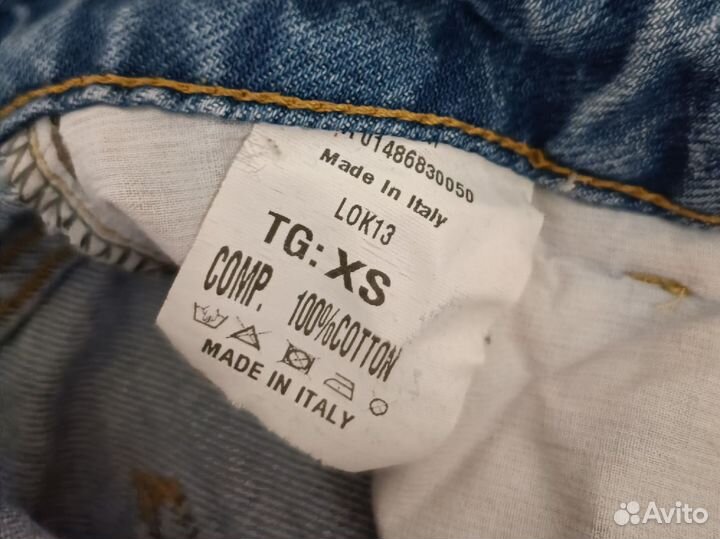 01486830050
Made In Italy
LOK13
TG: XS
COMP. 100%COTTON
MADE IN ITALY
Avito